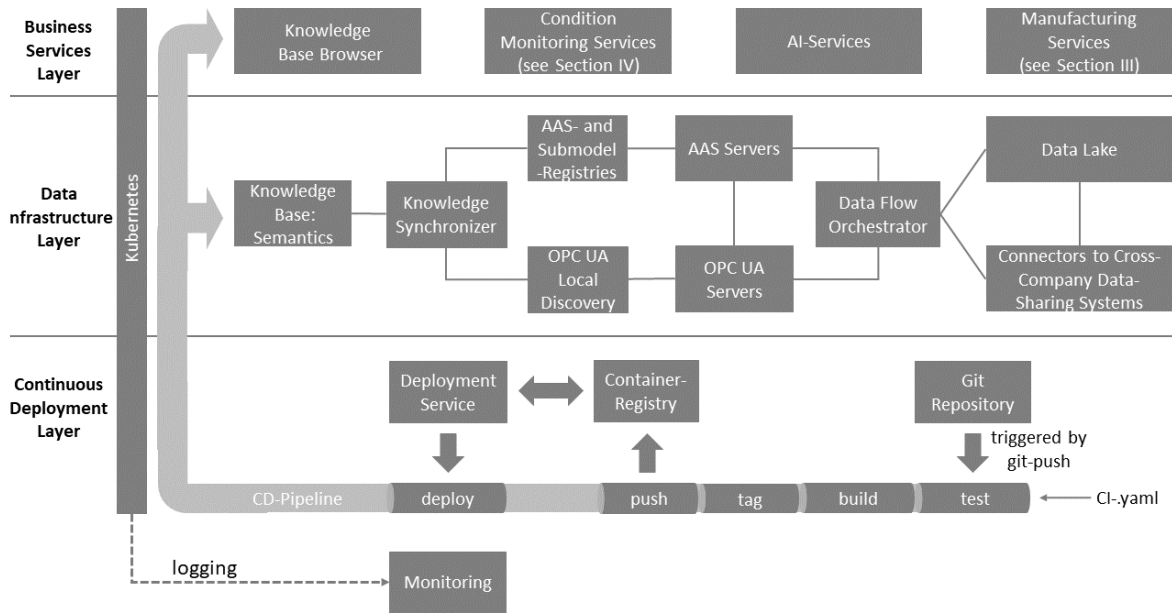 Business
Services
Layer
Knowledge
Base Browser
Condition
Monitoring Services
(see Section IV)
AI-Services
Manufacturing
Services
(see Section III)
Kubernetes
Data
nfrastructure
Layer
Knowledge
Base:
Semantics
Knowledge
Synchronizer
AAS- and
Submodel
-Registries
AAS Servers
OPC UA
Local
Discovery
OPC UA
Servers
Data Flow
Orchestrator
Data Lake
Connectors to Cross-
Company Data-
Sharing Systems
Continuous
Deployment
Layer
Deployment
Service
Container-
Registry
Git
Repository
triggered by
git-push
CD-Pipeline
deploy
push
tag
build
test
CI-.yaml
logging
Monitoring